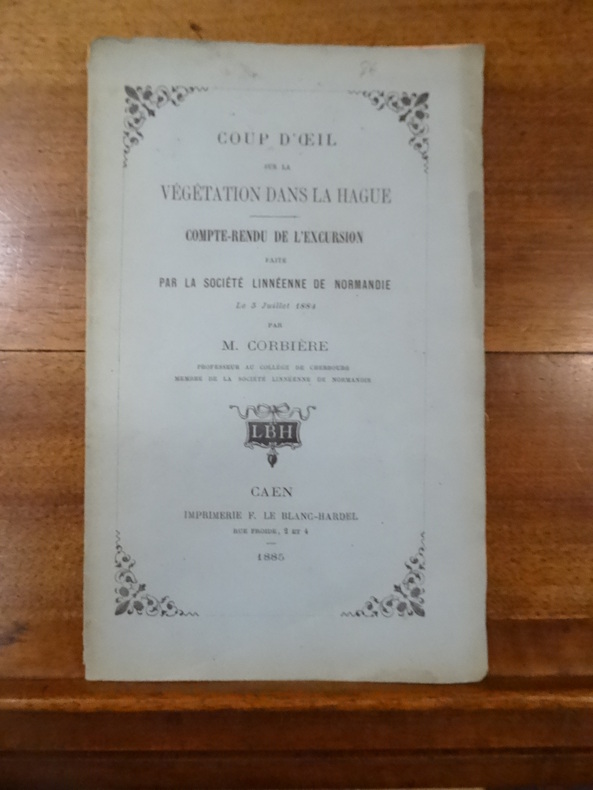 COUP D'ŒIL
SUR LA
VÉGÉTATION DANS LA HAGUE
COMPTE-RENDU DE L'EXCURSION
FAITE
PAR LA SOCIÉTÉ LINNÉENNE DE NORMANDIE
Le 5 Juillet 1884
PAR
M. CORBIÈRE
PROFESSEUR AU COLLÈGE DE CHERBOURG
MEMBRE DE LA SOCIÉTÉ LINNÉENNE DE NORMANDIE
LBH
CAEN
IMPRIMERIE F. LE BLANC-HARDEL
RUE FROIDE, 2 ET 4
1885